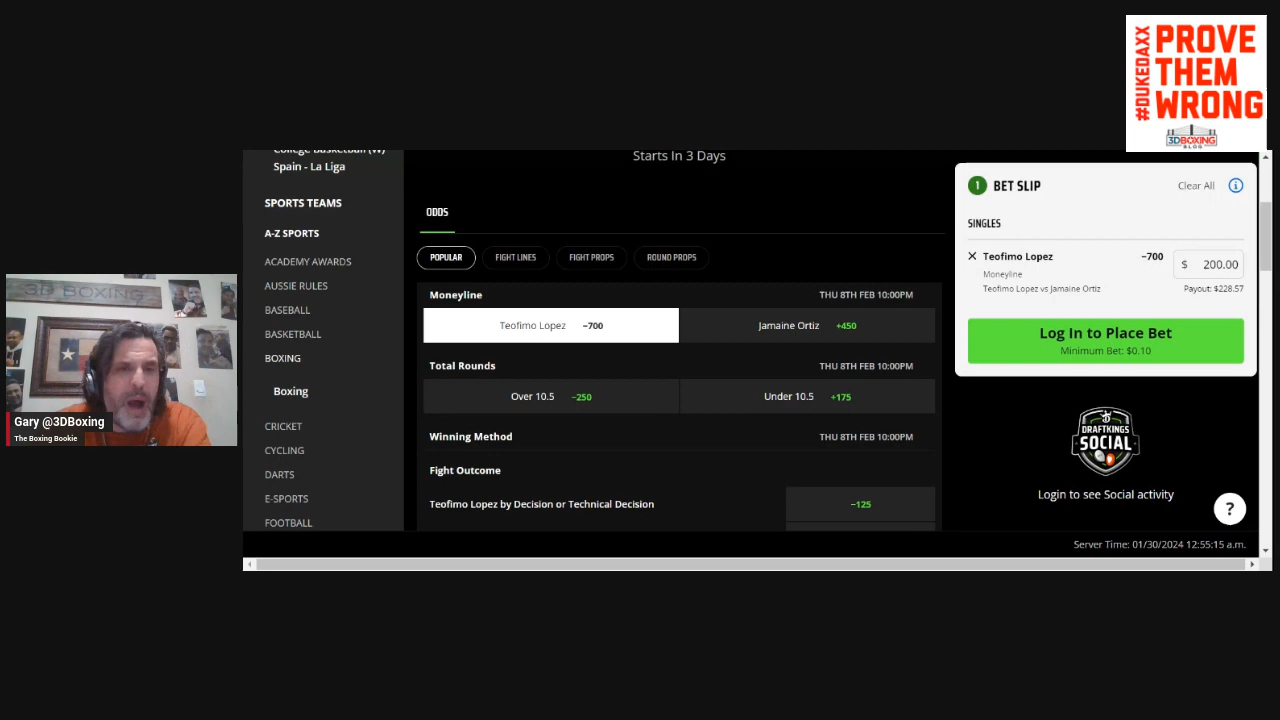 #DUKEDAXX
PROVE
THEM
WRONG
3DBOXING
BLOG
College Basketball (W)
Spain - La Liga
SPORTS TEAMS
A-Z SPORTS
ACADEMY AWARDS
AUSSIE RULES
BASEBALL
BASKETBALL
BOXING
Boxing
CRICKET
CYCLING
DARTS
E-SPORTS
FOOTBALL
Starts In 3 Days
ODDS
POPULAR FIGHT LINES FIGHT PROPS ROUND PROPS
Moneyline THU 8TH FEB 10:00PM
Teofimo Lopez −700 Jamaine Ortiz +450
Total Rounds THU 8TH FEB 10:00PM
Over 10.5 −250 Under 10.5 +175
Winning Method THU 8TH FEB 10:00PM
Fight Outcome
Teofimo Lopez by Decision or Technical Decision −125
1 BET SLIP Clear All i
SINGLES
✕ Teofimo Lopez −700 $ 200.00
Moneyline
Teofimo Lopez vs Jamaine Ortiz Payout: $228.57
Log In to Place Bet
Minimum Bet: $0.10
DRAFTKINGS
SOCIAL
Login to see Social activity
?
Server Time: 01/30/2024 12:55:15 a.m.
3D BOXING
Gary @3DBoxing
The Boxing Bookie